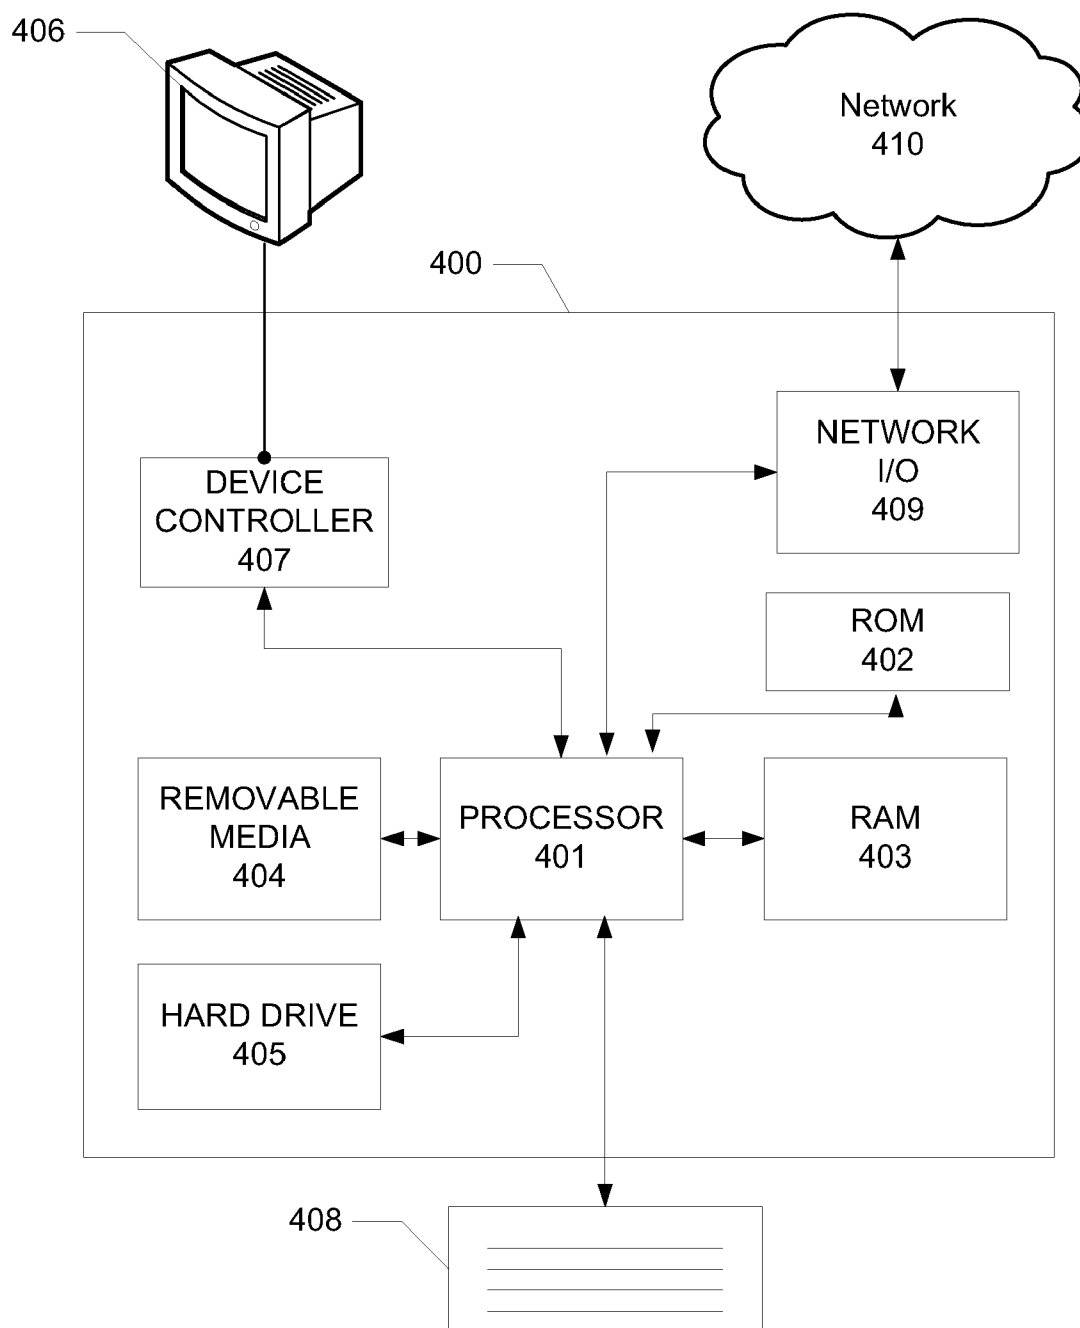 406
Network
410
400
NETWORK
I/O
409
DEVICE
CONTROLLER
407
ROM
402
REMOVABLE
MEDIA
404
PROCESSOR
401
RAM
403
HARD DRIVE
405
408